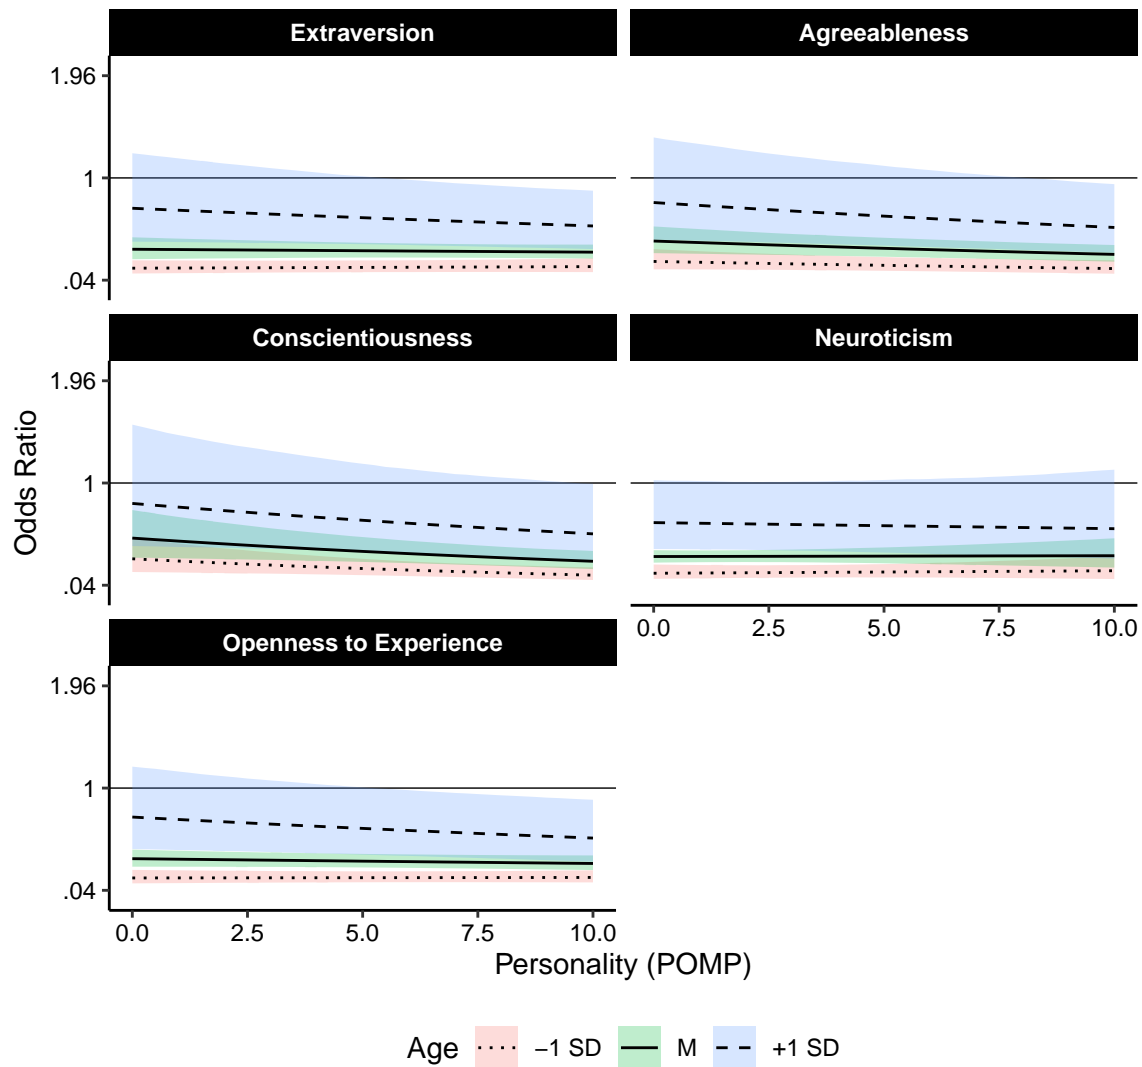 Extraversion
Agreeableness
1.96
1
.04
Conscientiousness
Neuroticism
1.96
1
.04
0.0 2.5 5.0 7.5 10.0
Openness to Experience
1.96
1
.04
0.0 2.5 5.0 7.5 10.0
Odds Ratio
Personality (POMP)
Age −1 SD M +1 SD